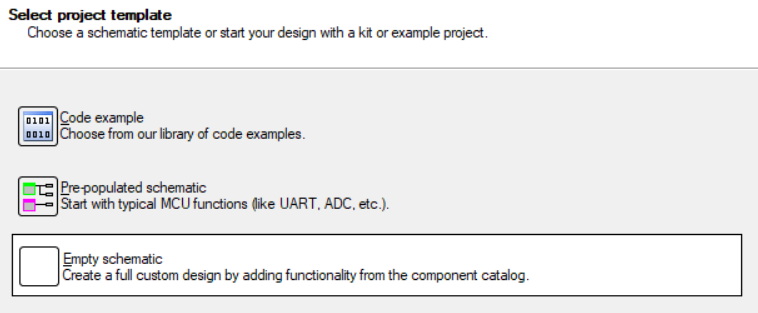 Select project template
Choose a schematic template or start your design with a kit or example project.
0101
0010
Code example
Choose from our library of code examples.
Pre-populated schematic
Start with typical MCU functions (like UART, ADC, etc.).
Empty schematic
Create a full custom design by adding functionality from the component catalog.